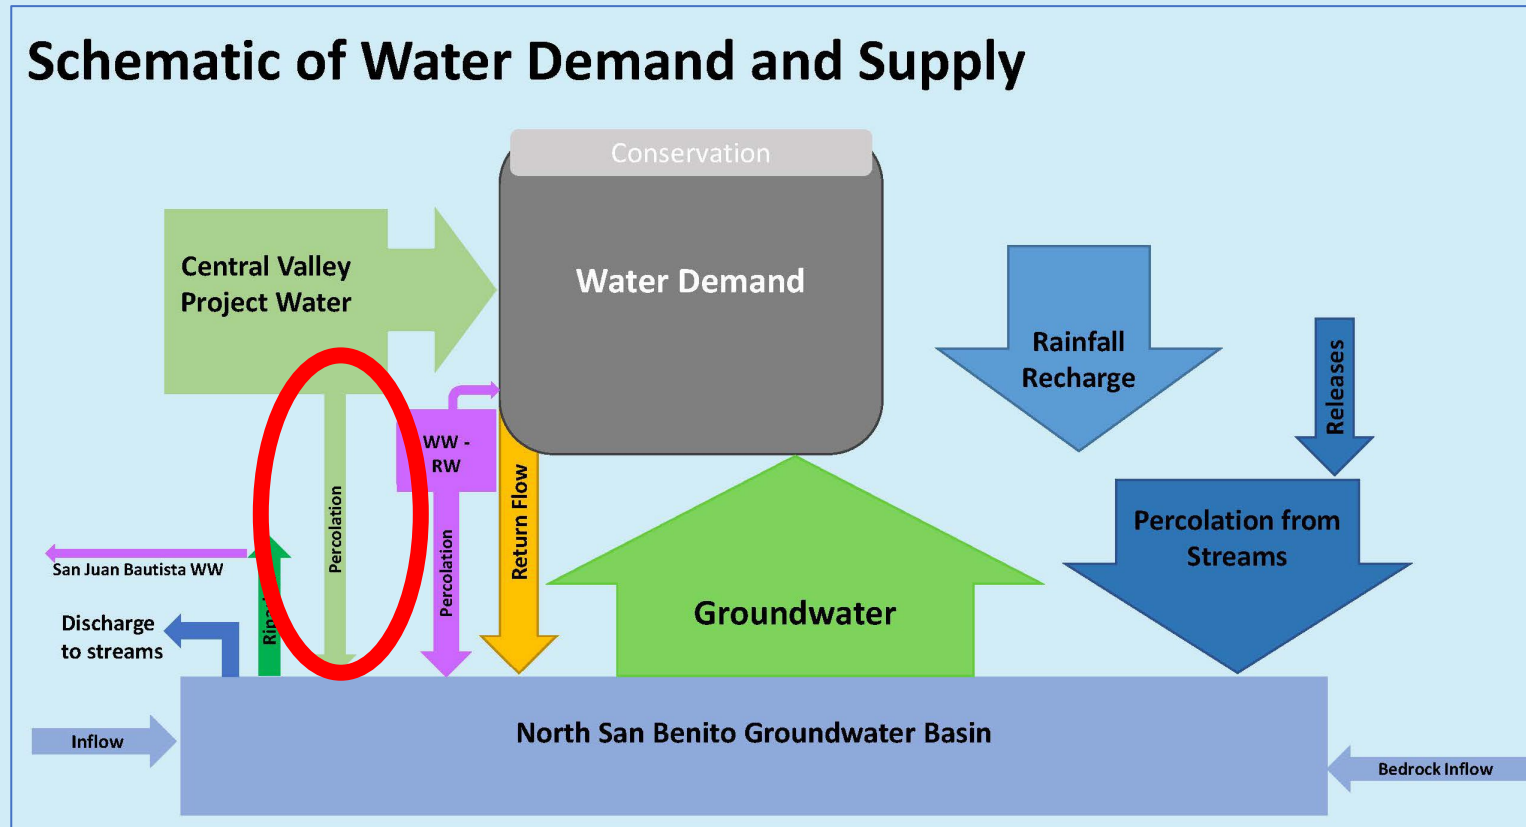 Schematic of Water Demand and Supply
Conservation
Central Valley
Project Water
Water Demand
Rainfall
Recharge
Releases
WW -
RW
Percolation
Percolation
Return Flow
Percolation from
Streams
San Juan Bautista WW
Discharge
to streams
Groundwater
North San Benito Groundwater Basin
Inflow
Bedrock Inflow